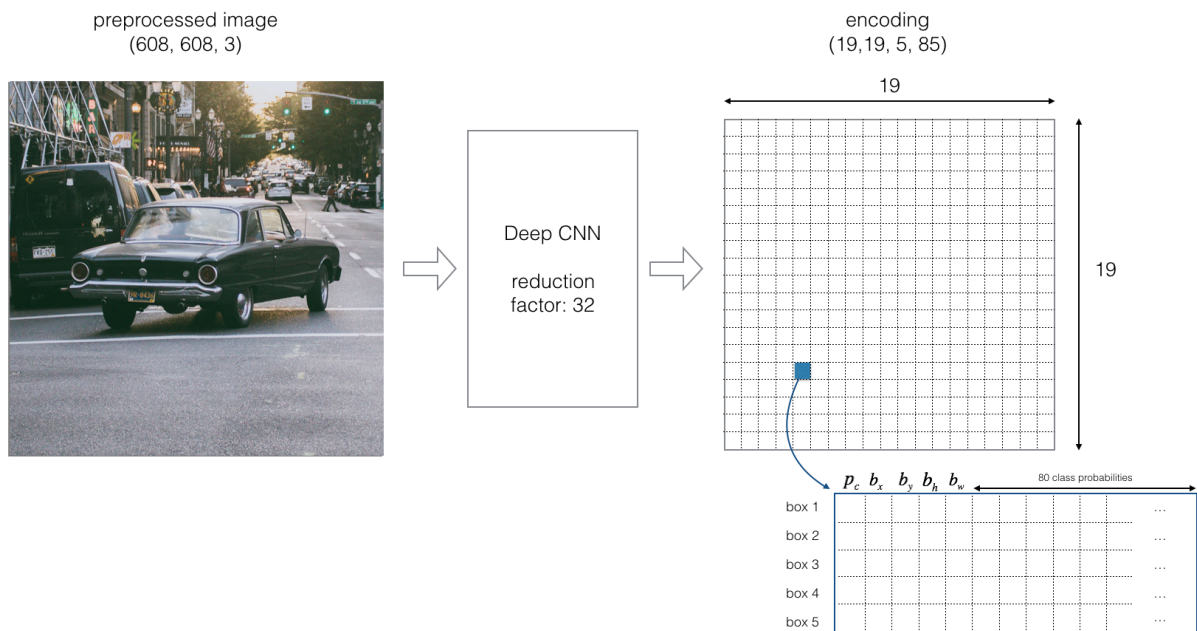 preprocessed image
(608, 608, 3)
encoding
(19,19, 5, 85)
19
BAR
Deep CNN
reduction
factor: 32
19
p_c b_x b_y b_h b_w
80 class probabilities
box 1 ...
box 2 ...
box 3 ...
box 4 ...
box 5 ...